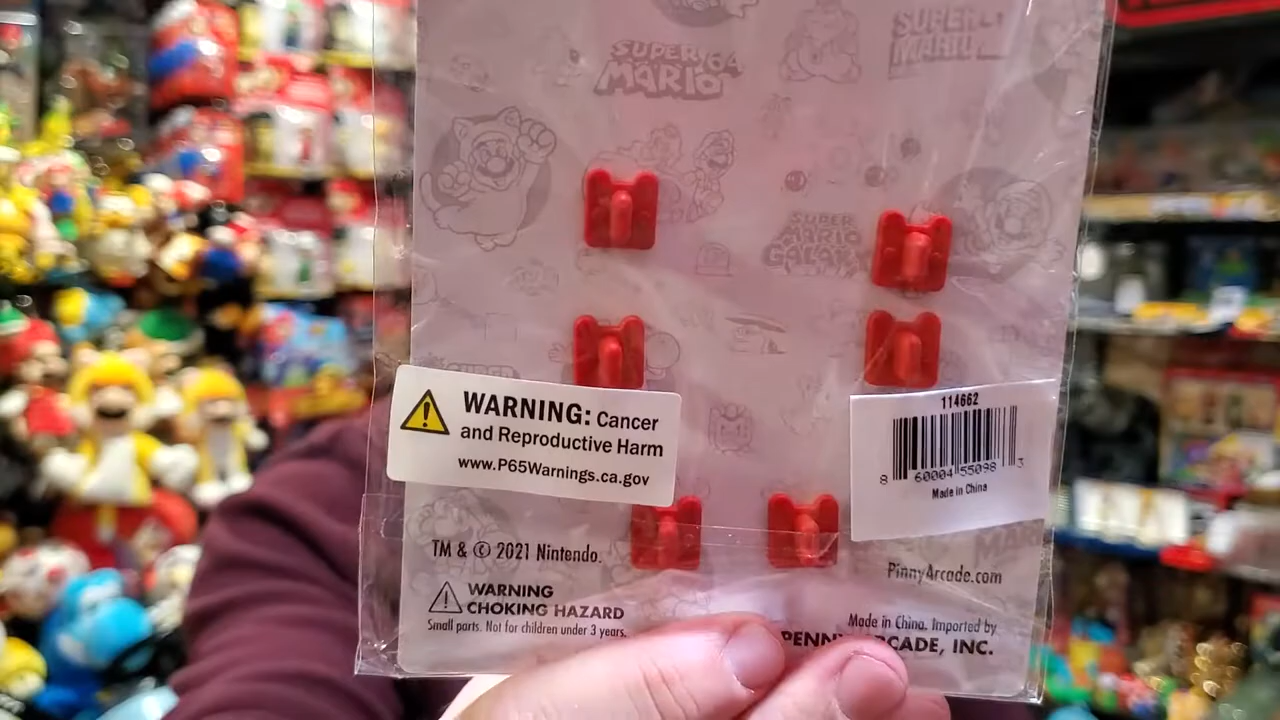 SUPER
MARIO 64
SUPER
MARIO
SUPER
MARIO
GALAXY
WARNING: Cancer
and Reproductive Harm
www.P65Warnings.ca.gov
114662
8 60004 55098 3
Made in China
TM & © 2021 Nintendo.
WARNING
CHOKING HAZARD
Small parts. Not for children under 3 years.
PinnyArcade.com
Made in China. Imported by
PENNY ARCADE, INC.